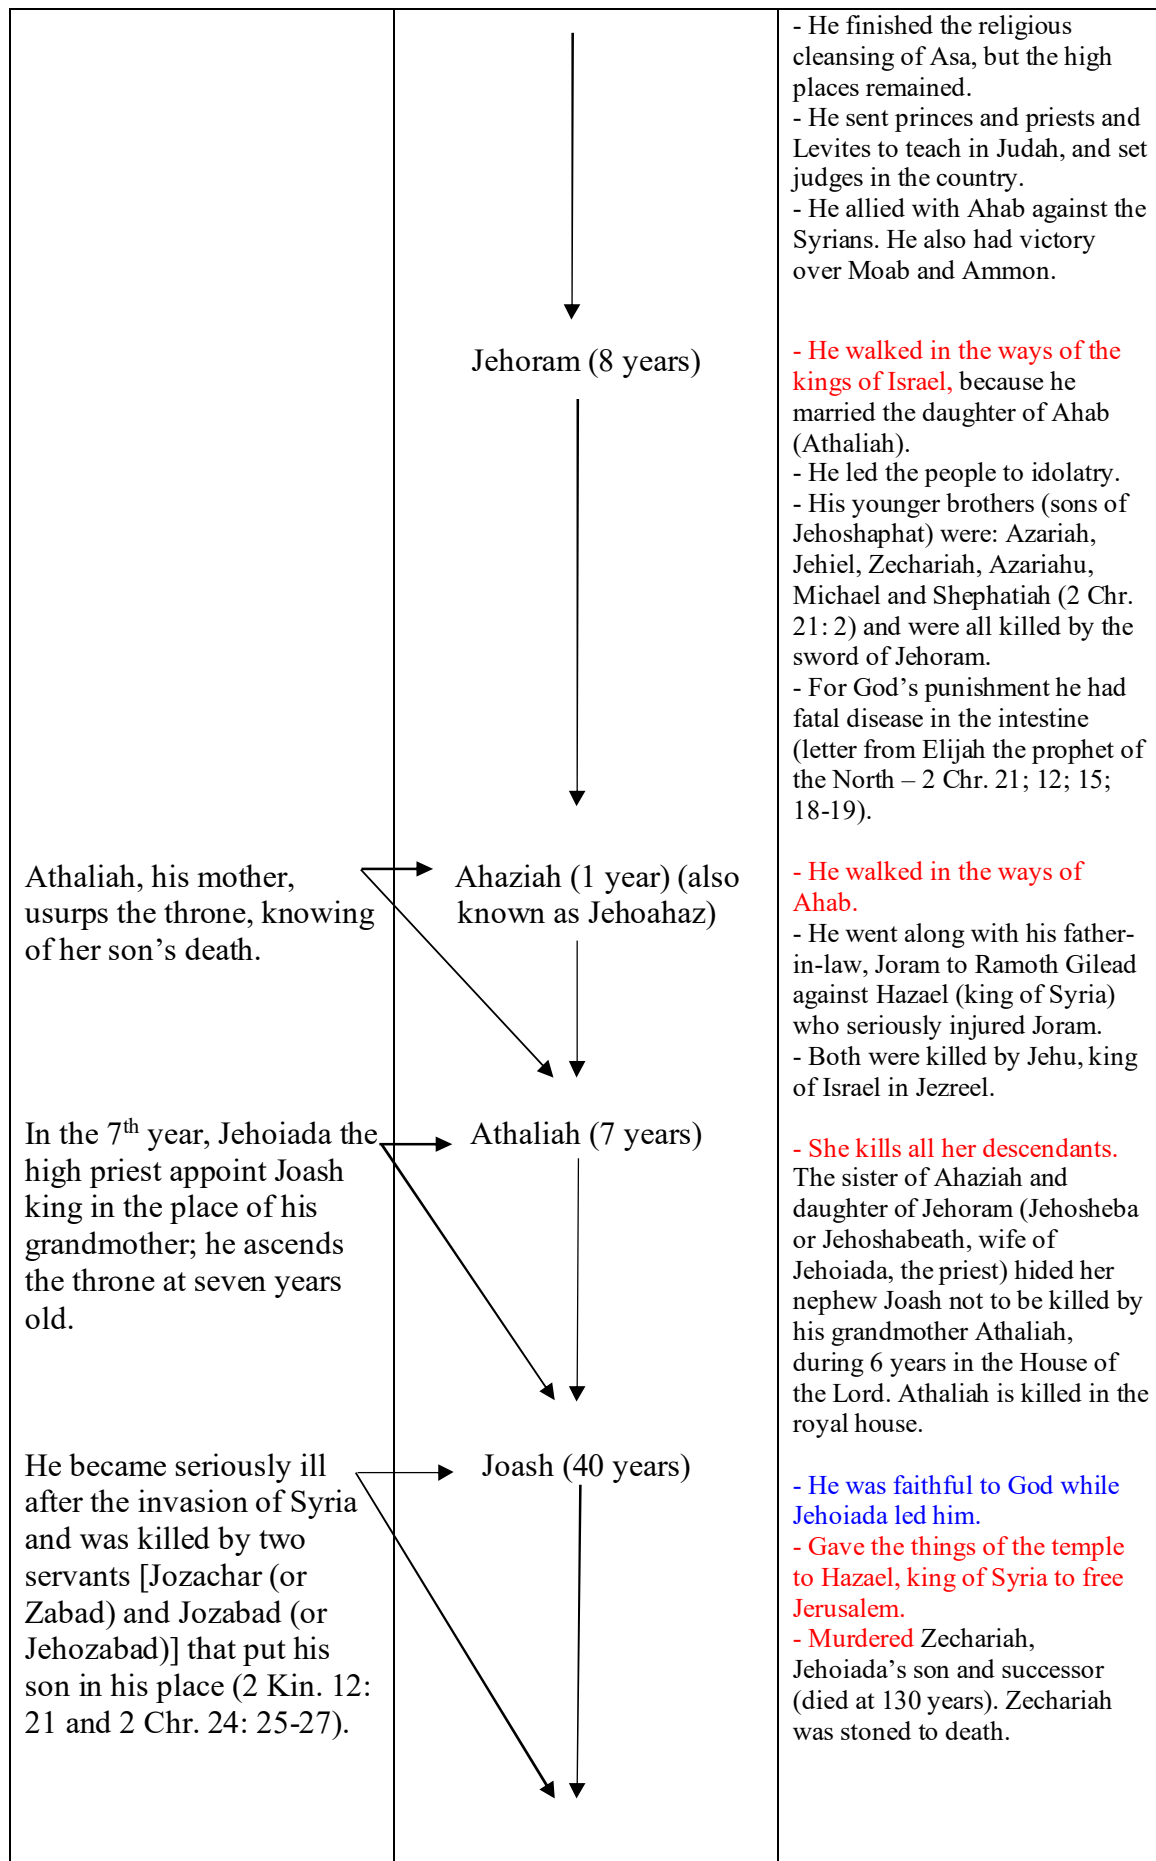 - He finished the religious
cleansing of Asa, but the high
places remained.
- He sent princes and priests and
Levites to teach in Judah, and set
judges in the country.
- He allied with Ahab against the
Syrians. He also had victory
over Moab and Ammon.
Jehoram (8 years)
- He walked in the ways of the
kings of Israel, because he
married the daughter of Ahab
(Athaliah).
- He led the people to idolatry.
- His younger brothers (sons of
Jehoshaphat) were: Azariah,
Jehiel, Zechariah, Azariahu,
Michael and Shephatiah (2 Chr.
21: 2) and were all killed by the
sword of Jehoram.
- For God’s punishment he had
fatal disease in the intestine
(letter from Elijah the prophet of
the North – 2 Chr. 21; 12; 15;
18-19).
Athaliah, his mother,
usurps the throne, knowing
of her son’s death.
Ahaziah (1 year) (also
known as Jehoahaz)
- He walked in the ways of
Ahab.
- He went along with his father-
in-law, Joram to Ramoth Gilead
against Hazael (king of Syria)
who seriously injured Joram.
- Both were killed by Jehu, king
of Israel in Jezreel.
In the 7th year, Jehoiada the
high priest appoint Joash
king in the place of his
grandmother; he ascends
the throne at seven years
old.
Athaliah (7 years)
- She kills all her descendants.
The sister of Ahaziah and
daughter of Jehoram (Jehosheba
or Jehoshabeath, wife of
Jehoiada, the priest) hided her
nephew Joash not to be killed by
his grandmother Athaliah,
during 6 years in the House of
the Lord. Athaliah is killed in the
royal house.
He became seriously ill
after the invasion of Syria
and was killed by two
servants [Jozachar (or
Zabad) and Jozabad (or
Jehozabad)] that put his
son in his place (2 Kin. 12:
21 and 2 Chr. 24: 25-27).
Joash (40 years)
- He was faithful to God while
Jehoiada led him.
- Gave the things of the temple
to Hazael, king of Syria to free
Jerusalem.
- Murdered Zechariah,
Jehoiada’s son and successor
(died at 130 years). Zechariah
was stoned to death.